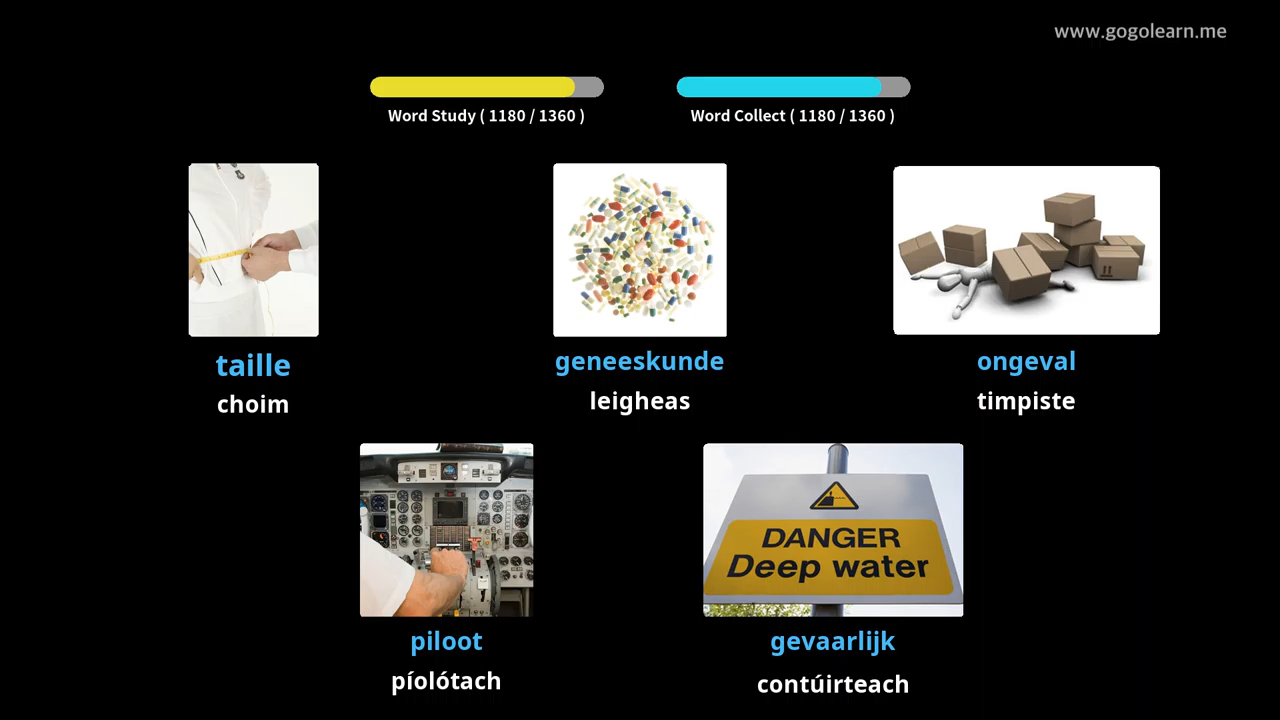 www.gogolearn.me
Word Study ( 1180 / 1360 )
Word Collect ( 1180 / 1360 )
taille
choim
geneeskunde
leigheas
ongeval
timpiste
DANGER
Deep water
piloot
píolótach
gevaarlijk
contúirteach